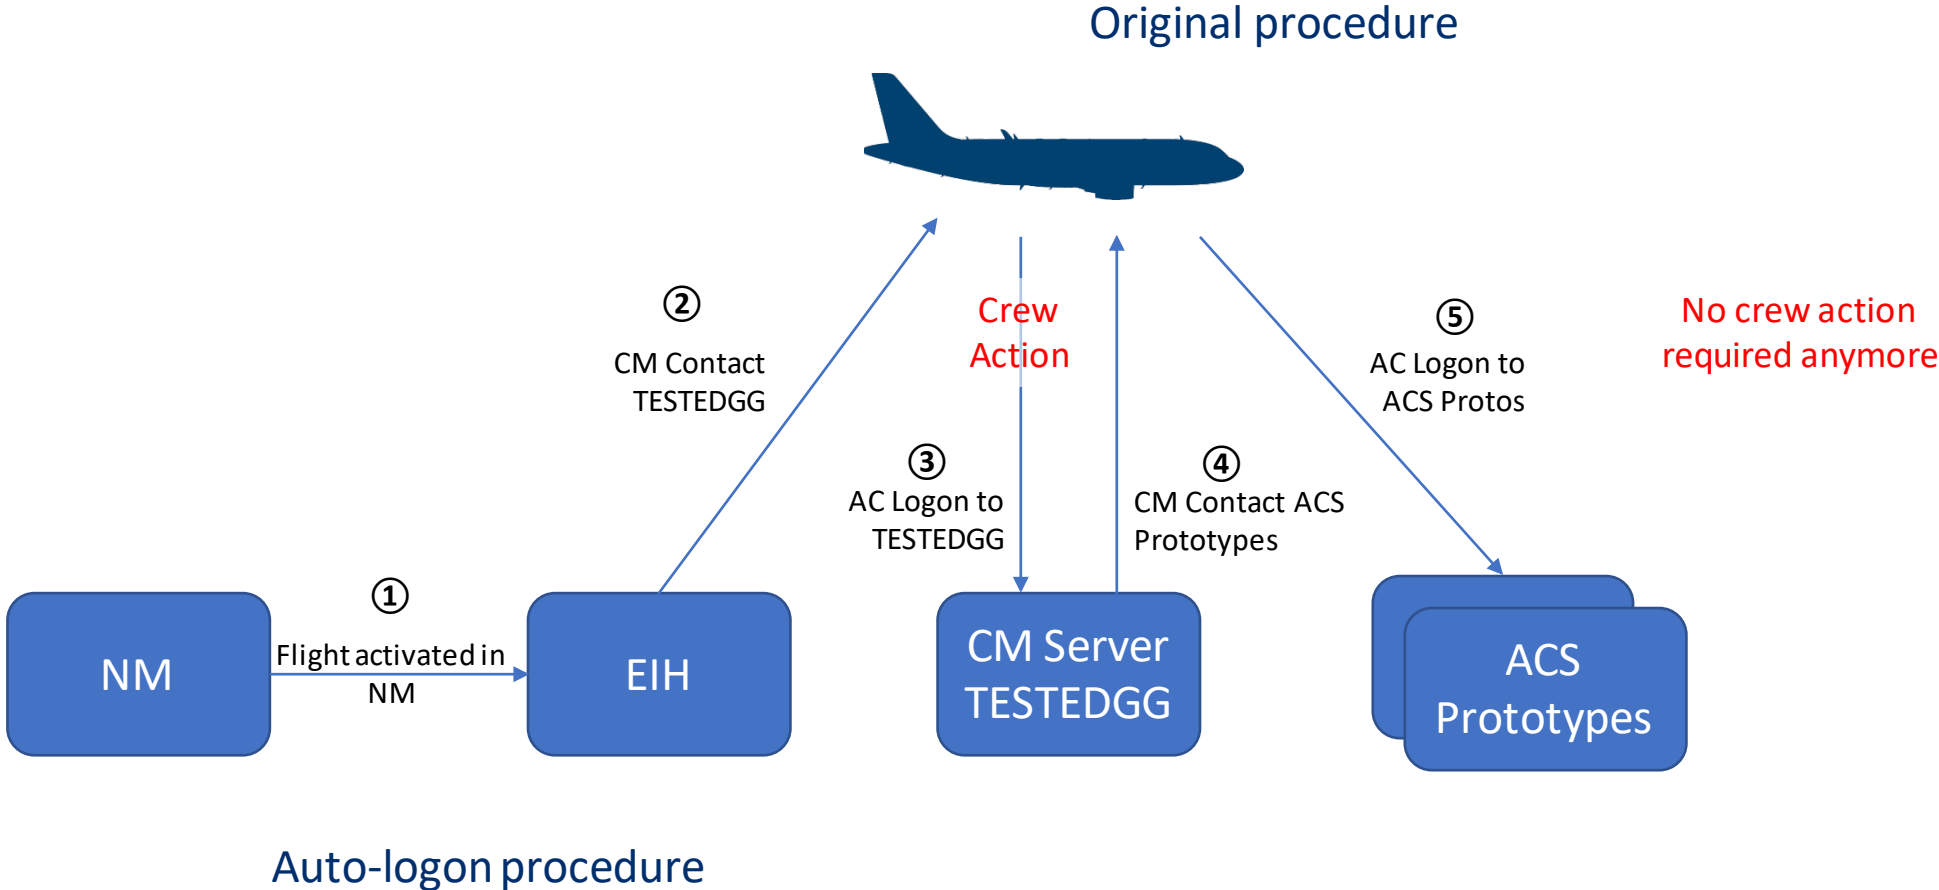 Original procedure
②
CM Contact
TESTEDGG
Crew
Action
⑤
AC Logon to
ACS Protos
No crew action
required anymore
③
AC Logon to
TESTEDGG
④
CM Contact ACS
Prototypes
①
Flight activated in
NM
NM
EIH
CM Server
TESTEDGG
ACS
Prototypes
Auto-logon procedure